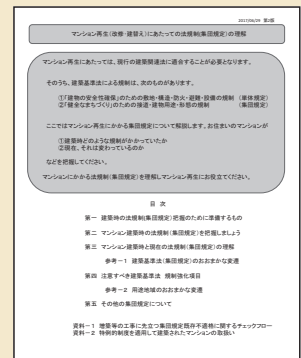 2017/06/29 第2版
マンション再生(改修・建替え)にあたっての法規制(集団規定)の理解
マンション再生にあたっては、現行の建築関連法に適合することが必要となります。
そのうち、建築基準法による規制は、次のものがあります。
①「建物の安全性確保」のための敷地・構造・防火・避難・設備の規制 (単体規定)
②「健全なまちづくり」のための接道・建物用途・形態の規制 (集団規定)
ここではマンション再生にかかる集団規定について解説します。お住まいのマンションが
①建築時どのような規制がかかっていたか
②現在、それは変わっているのか
などを把握してください。
マンションにかかる法規制(集団規定)を理解しマンション再生にお役立てください。
目 次
第一 建築時の法規制(集団規定)把握のために準備するもの
第二 マンション建築時の法規制(集団規定)を把握しましょう
第三 マンション建築時と現在の法規制(集団規定)の理解
参考-1 建築基準法(集団規定)のおおまかな変遷
第四 注意すべき建築基準法 規制強化項目
参考-2 用途地域のおおまかな変遷
第五 その他の集団規定について
資料-1 増築等の工事に先立つ集団規定既存不適格に関するチェックフロー
資料-2 特例的制度を適用して建築されたマンションの取扱い